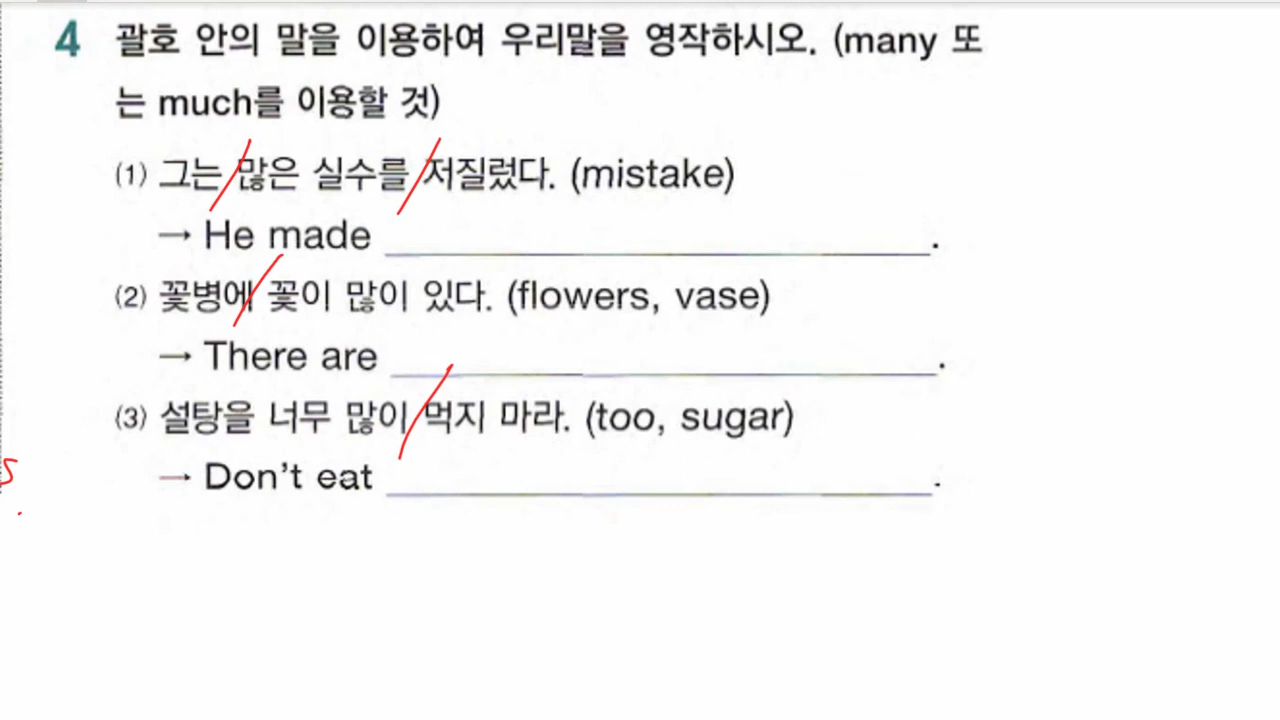 4 괄호 안의 말을 이용하여 우리말을 영작하시오. (many 또
는 much를 이용할 것)
(1) 그는 많은 실수를 저질렀다. (mistake)
→ He made ______.
(2) 꽃병에 꽃이 많이 있다. (flowers, vase)
→ There are ______.
(3) 설탕을 너무 많이 먹지 마라. (too, sugar)
→ Don't eat ______.